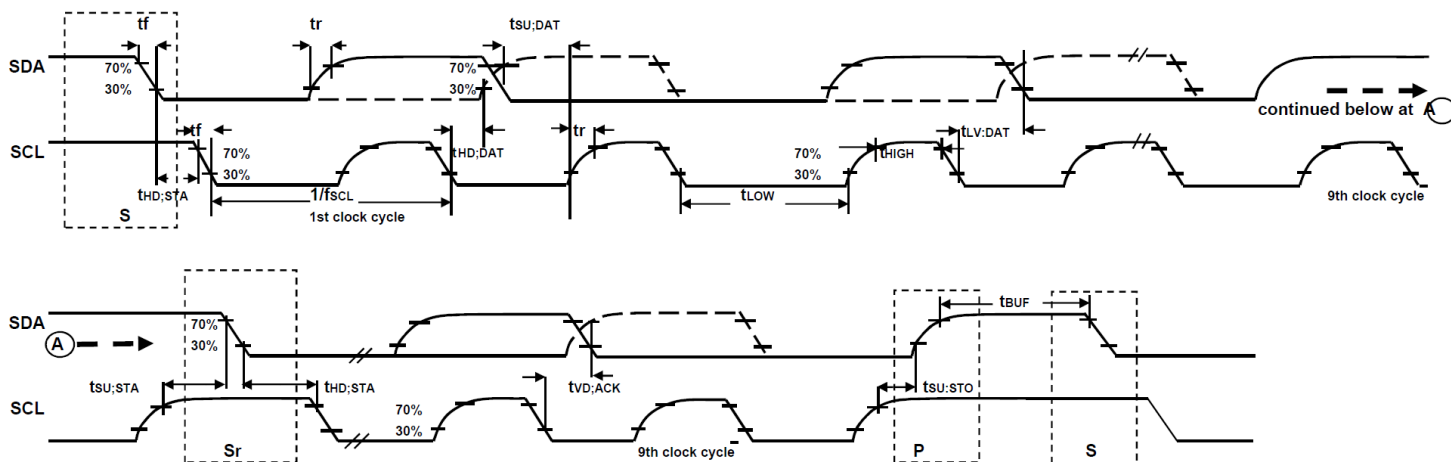 tf tr tSU;DAT
SDA 70% 70%
30% 30%
continued below at A
tf tr tLV:DAT
SCL 70% tHD;DAT 70% tHIGH
30% 30%
tHD;STA 1/fSCL tLOW
S 1st clock cycle 9th clock cycle
tBUF
SDA 70%
A 30%
tSU;STA tHD;STA tVD;ACK tSU:STO
SCL 70%
30%
Sr 9th clock cycle P S